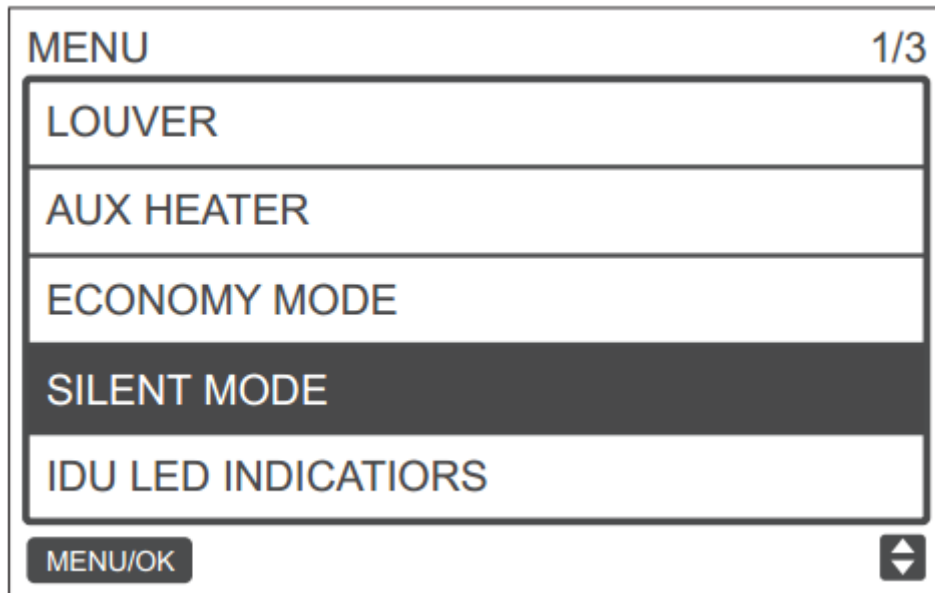 MENU 1/3
LOUVER
AUX HEATER
ECONOMY MODE
SILENT MODE
IDU LED INDICATIORS
MENU/OK